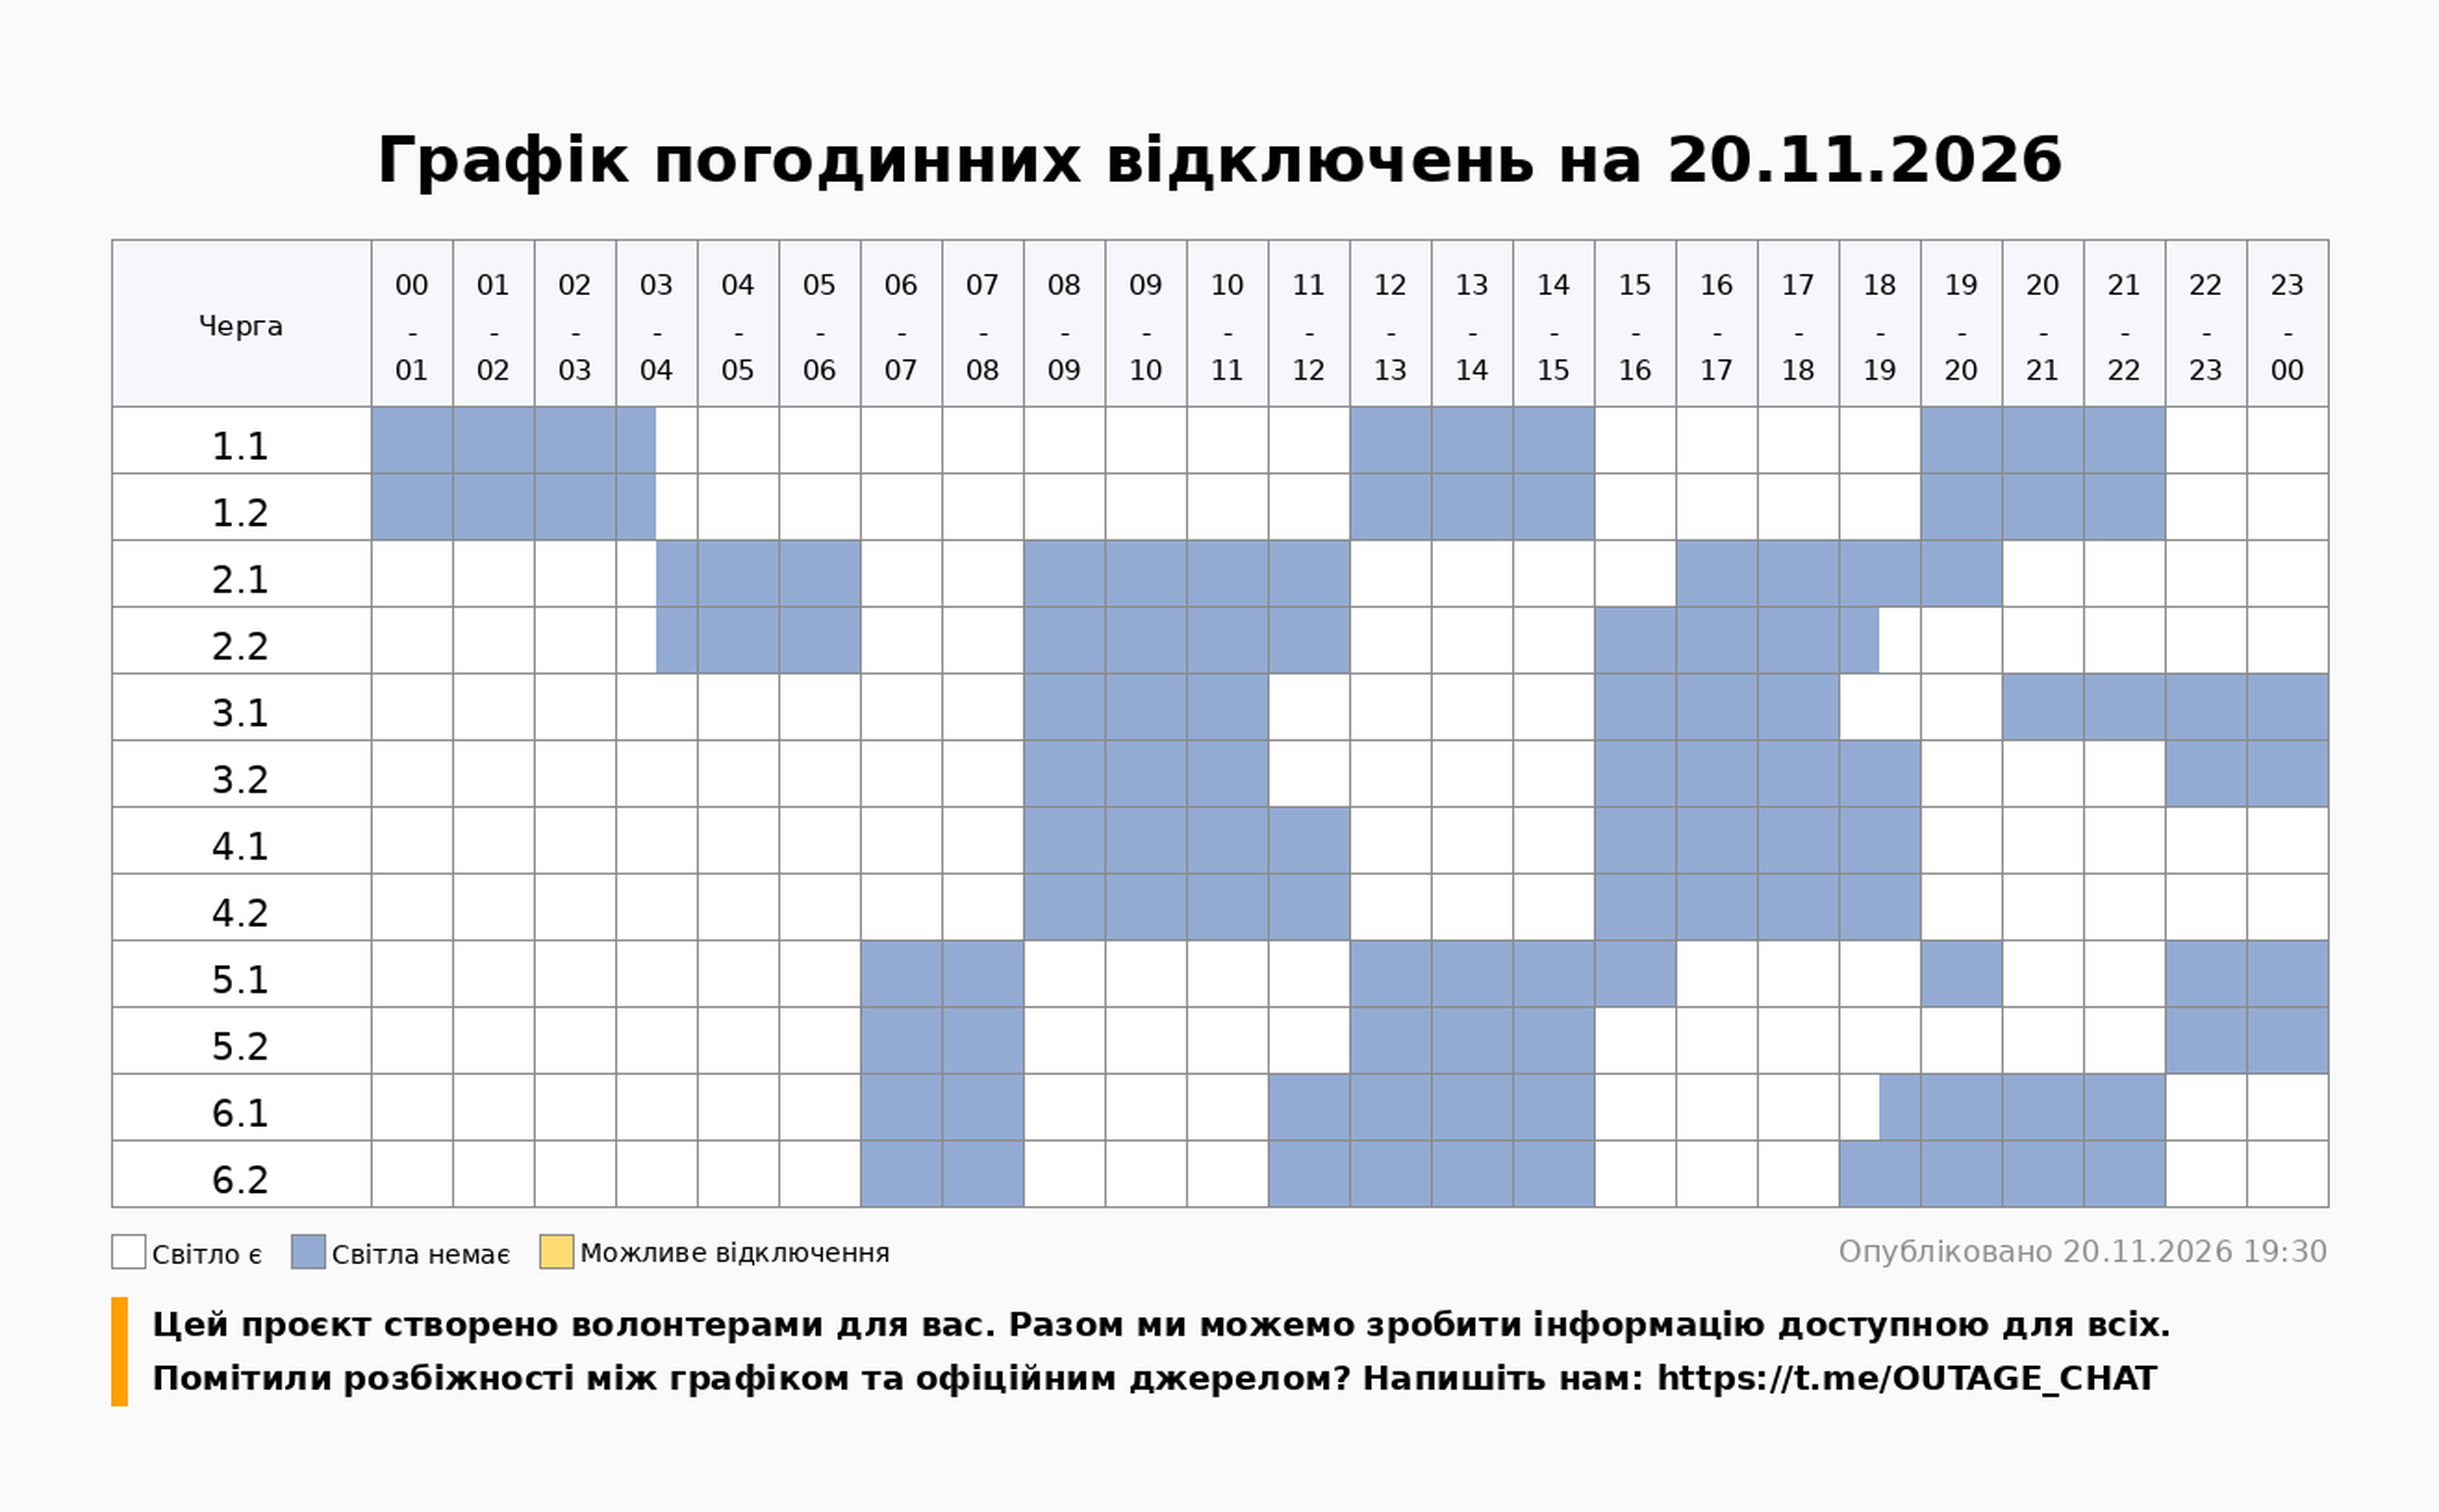 Графік погодинних відключень на 20.11.2026
Черга 00 - 01 01 - 02 02 - 03 03 - 04 04 - 05 05 - 06 06 - 07 07 - 08 08 - 09 09 - 10 10 - 11 11 - 12 12 - 13 13 - 14 14 - 15 15 - 16 16 - 17 17 - 18 18 - 19 19 - 20 20 - 21 21 - 22 22 - 23 23 - 00
1.1
1.2
2.1
2.2
3.1
3.2
4.1
4.2
5.1
5.2
6.1
6.2
Світло є Світла немає Можливе відключення Опубліковано 20.11.2026 19:30
Цей проєкт створено волонтерами для вас. Разом ми можемо зробити інформацію доступною для всіх.
Помітили розбіжності між графіком та офіційним джерелом? Напишіть нам: https://t.me/OUTAGE_CHAT